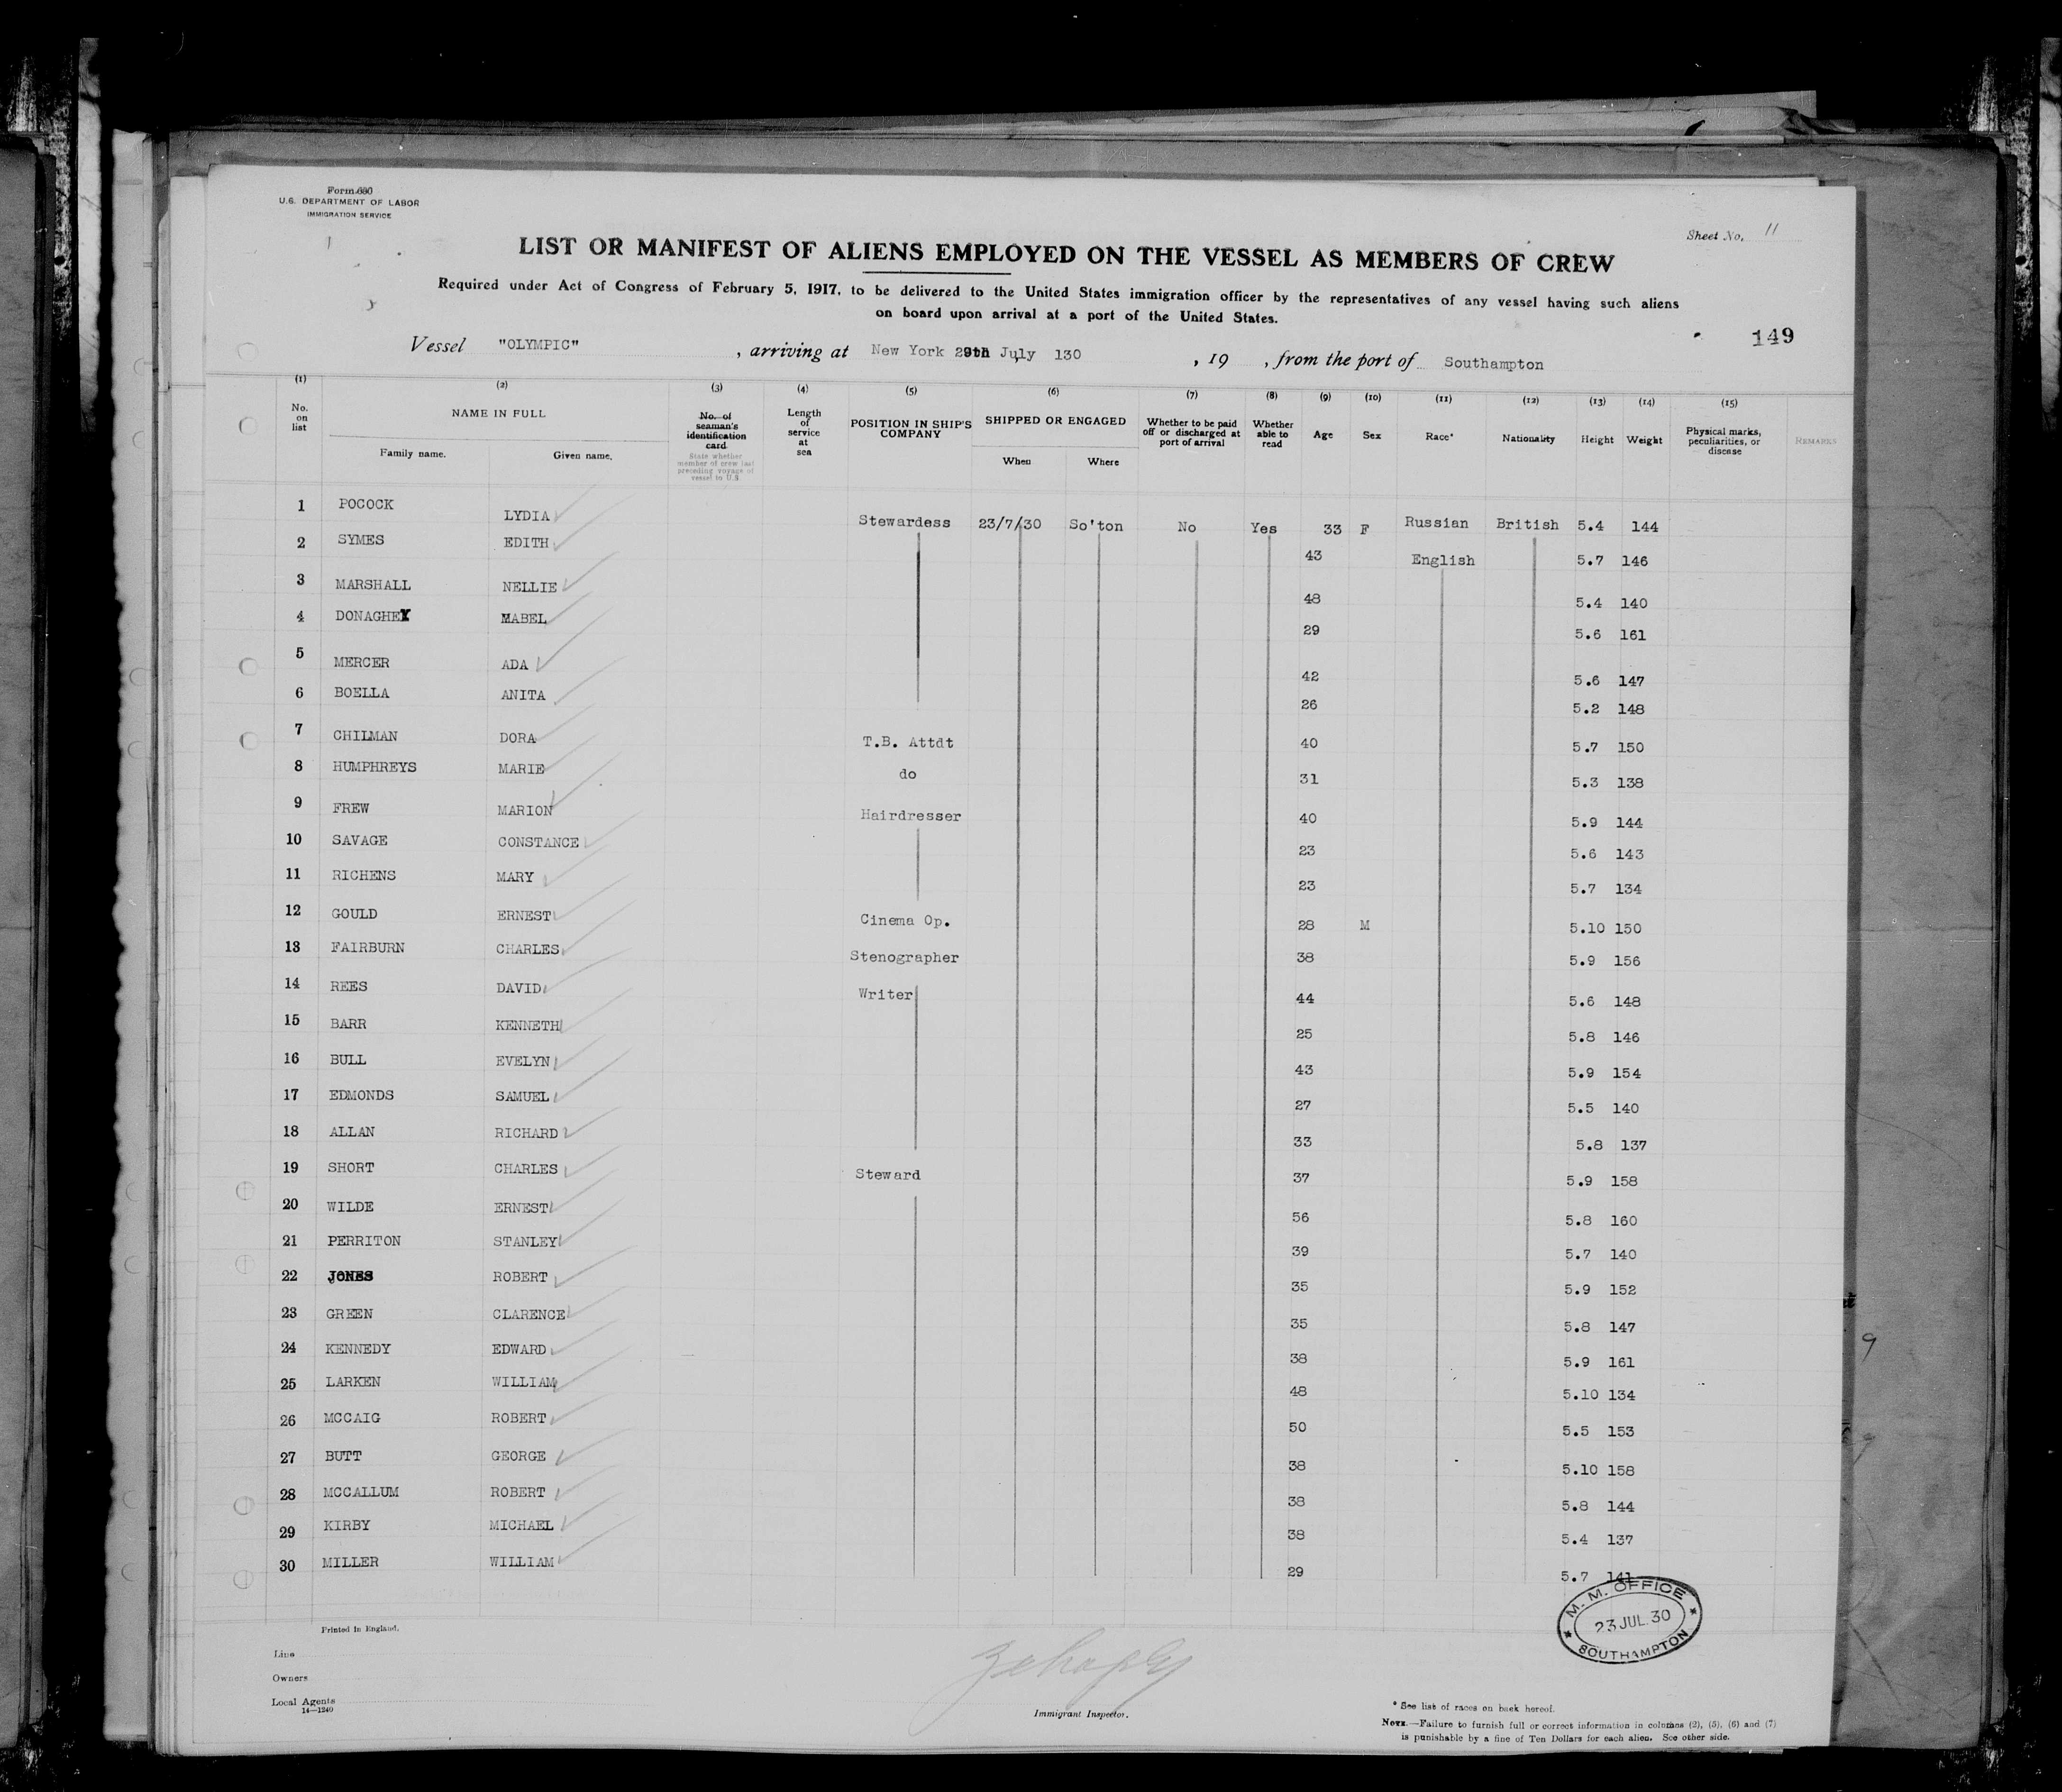 Form 680
U.S. DEPARTMENT OF LABOR
IMMIGRATION SERVICE
Sheet No. 11
LIST OR MANIFEST OF ALIENS EMPLOYED ON THE VESSEL AS MEMBERS OF CREW
Required under Act of Congress of February 5, 1917, to be delivered to the United States immigration officer by the representatives of any vessel having such aliens
on board upon arrival at a port of the United States.
149
Vessel "OLYMPIC" , arriving at New York 29th July 130 , 19 , from the port of Southampton
(1) (2) (3) (4) (5) (6) (7) (8) (9) (10) (11) (12) (13) (14) (15)
No. on list NAME IN FULL Family name. Given name. No. of seaman's identification card State whether member of crew last preceding voyage of vessel to U.S Length of service at sea POSITION IN SHIP'S COMPANY SHIPPED OR ENGAGED When Where Whether to be paid off or discharged at port of arrival Whether able to read Age Sex Race* Nationality Height Weight Physical marks, peculiarities, or disease REMARKS
1 POCOCK LYDIA Stewardess 23/7/30 So'ton No Yes 33 F Russian British 5.4 144
2 SYMES EDITH 43 English 5.7 146
3 MARSHALL NELLIE 48 5.4 140
4 DONAGHEY MABEL 29 5.6 161
5 MERCER ADA 42 5.6 147
6 BOELLA ANITA 26 5.2 148
7 CHILMAN DORA T.B. Attdt 40 5.7 150
8 HUMPHREYS MARIE do 31 5.3 138
9 FREW MARION Hairdresser 40 5.9 144
10 SAVAGE CONSTANCE 23 5.6 143
11 RICHENS MARY 23 5.7 134
12 GOULD ERNEST Cinema Op. 28 M 5.10 150
13 FAIRBURN CHARLES Stenographer 38 5.9 156
14 REES DAVID Writer 44 5.6 148
15 BARR KENNETH 25 5.8 146
16 BULL EVELYN 43 5.9 154
17 EDMONDS SAMUEL 27 5.5 140
18 ALLAN RICHARD 33 5.8 137
19 SHORT CHARLES Steward 37 5.9 158
20 WILDE ERNEST 56 5.8 160
21 PERRITON STANLEY 39 5.7 140
22 JONES ROBERT 35 5.9 152
23 GREEN CLARENCE 35 5.8 147
24 KENNEDY EDWARD 38 5.9 161
25 LARKEN WILLIAM 48 5.10 134
26 MCCAIG ROBERT 50 5.5 153
27 BUTT GEORGE 38 5.10 158
28 MCCALLUM ROBERT 38 5.8 144
29 KIRBY MICHAEL 38 5.4 137
30 MILLER WILLIAM 29 5.7 141
M. M. OFFICE
23 JUL. 30
SOUTHAMPTON
Printed in England.
Line
Owners
Local Agents
14—1240
Immigrant Inspector.
* See list of races on back hereof.
NOTE.—Failure to furnish full or correct information in columns (2), (5), (6) and (7)
is punishable by a fine of Ten Dollars for each alien. See other side.
9